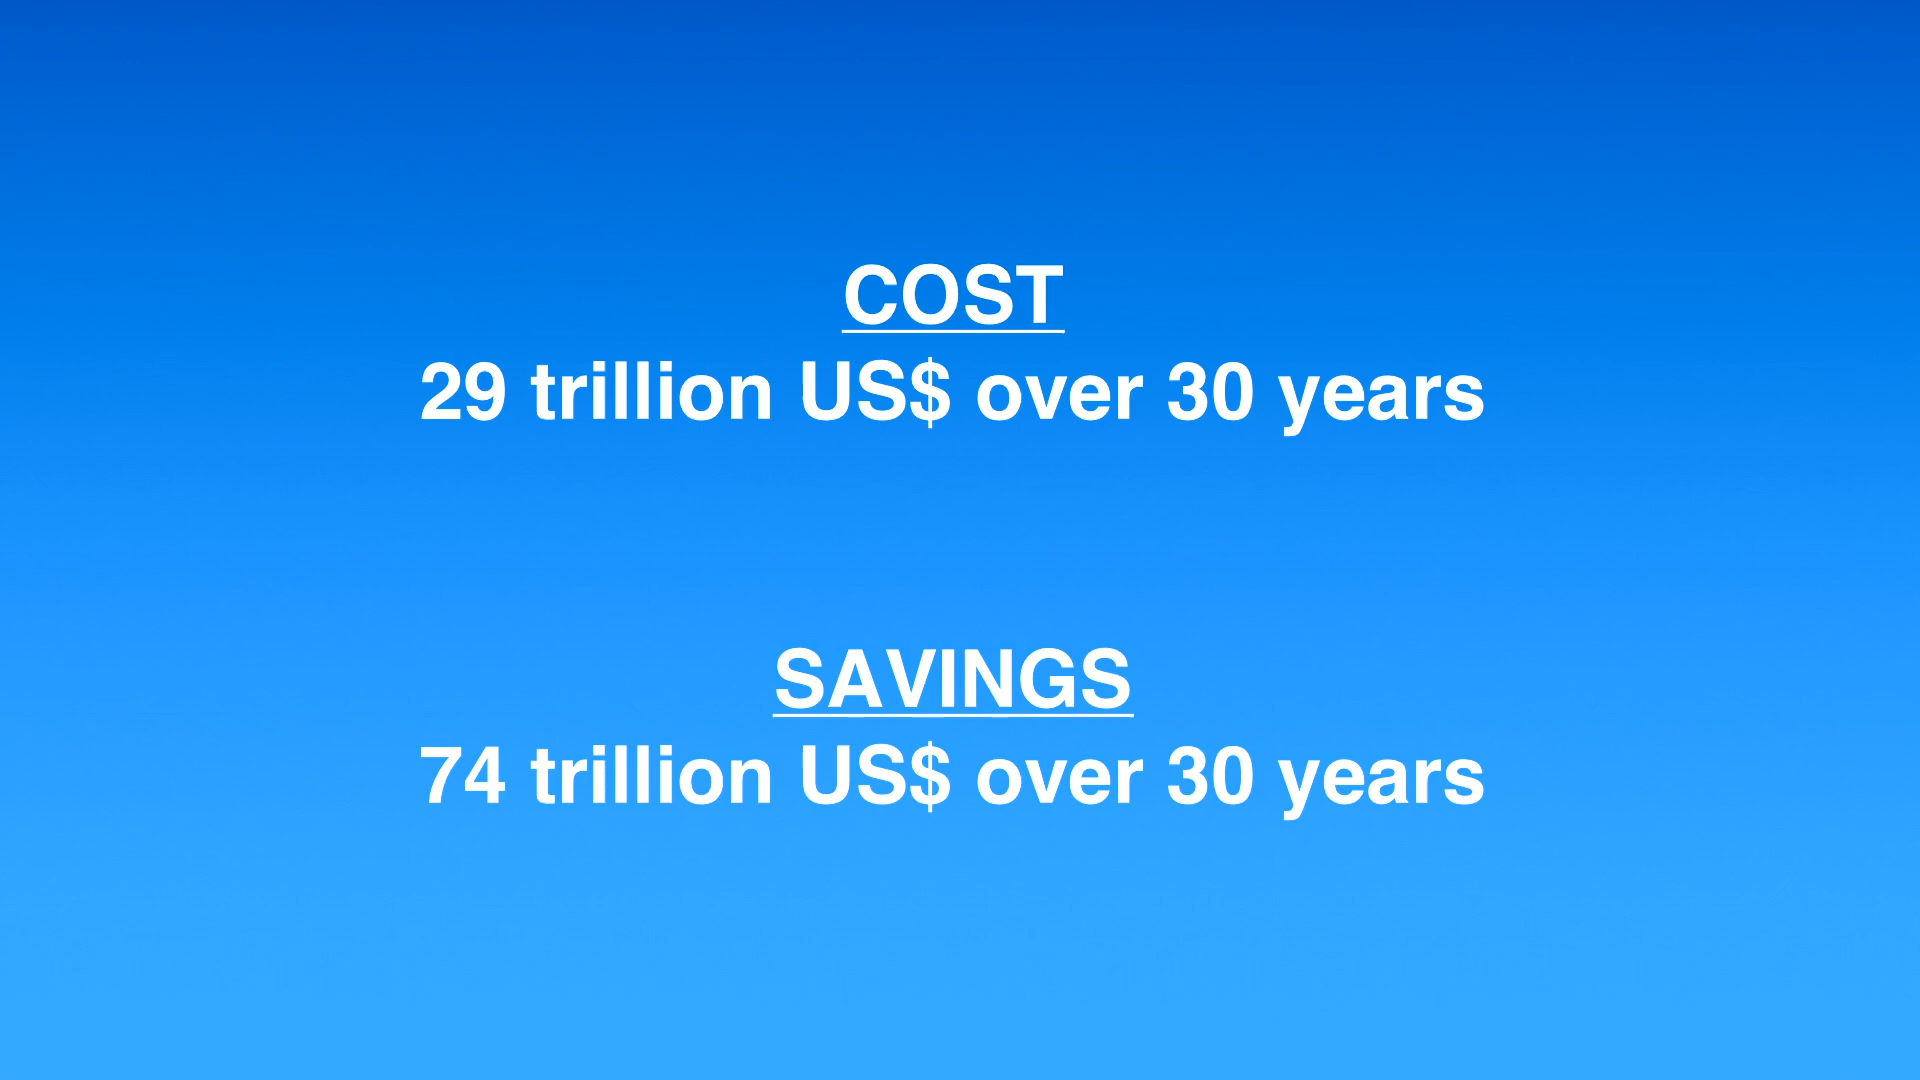 COST
29 trillion US$ over 30 years
SAVINGS
74 trillion US$ over 30 years